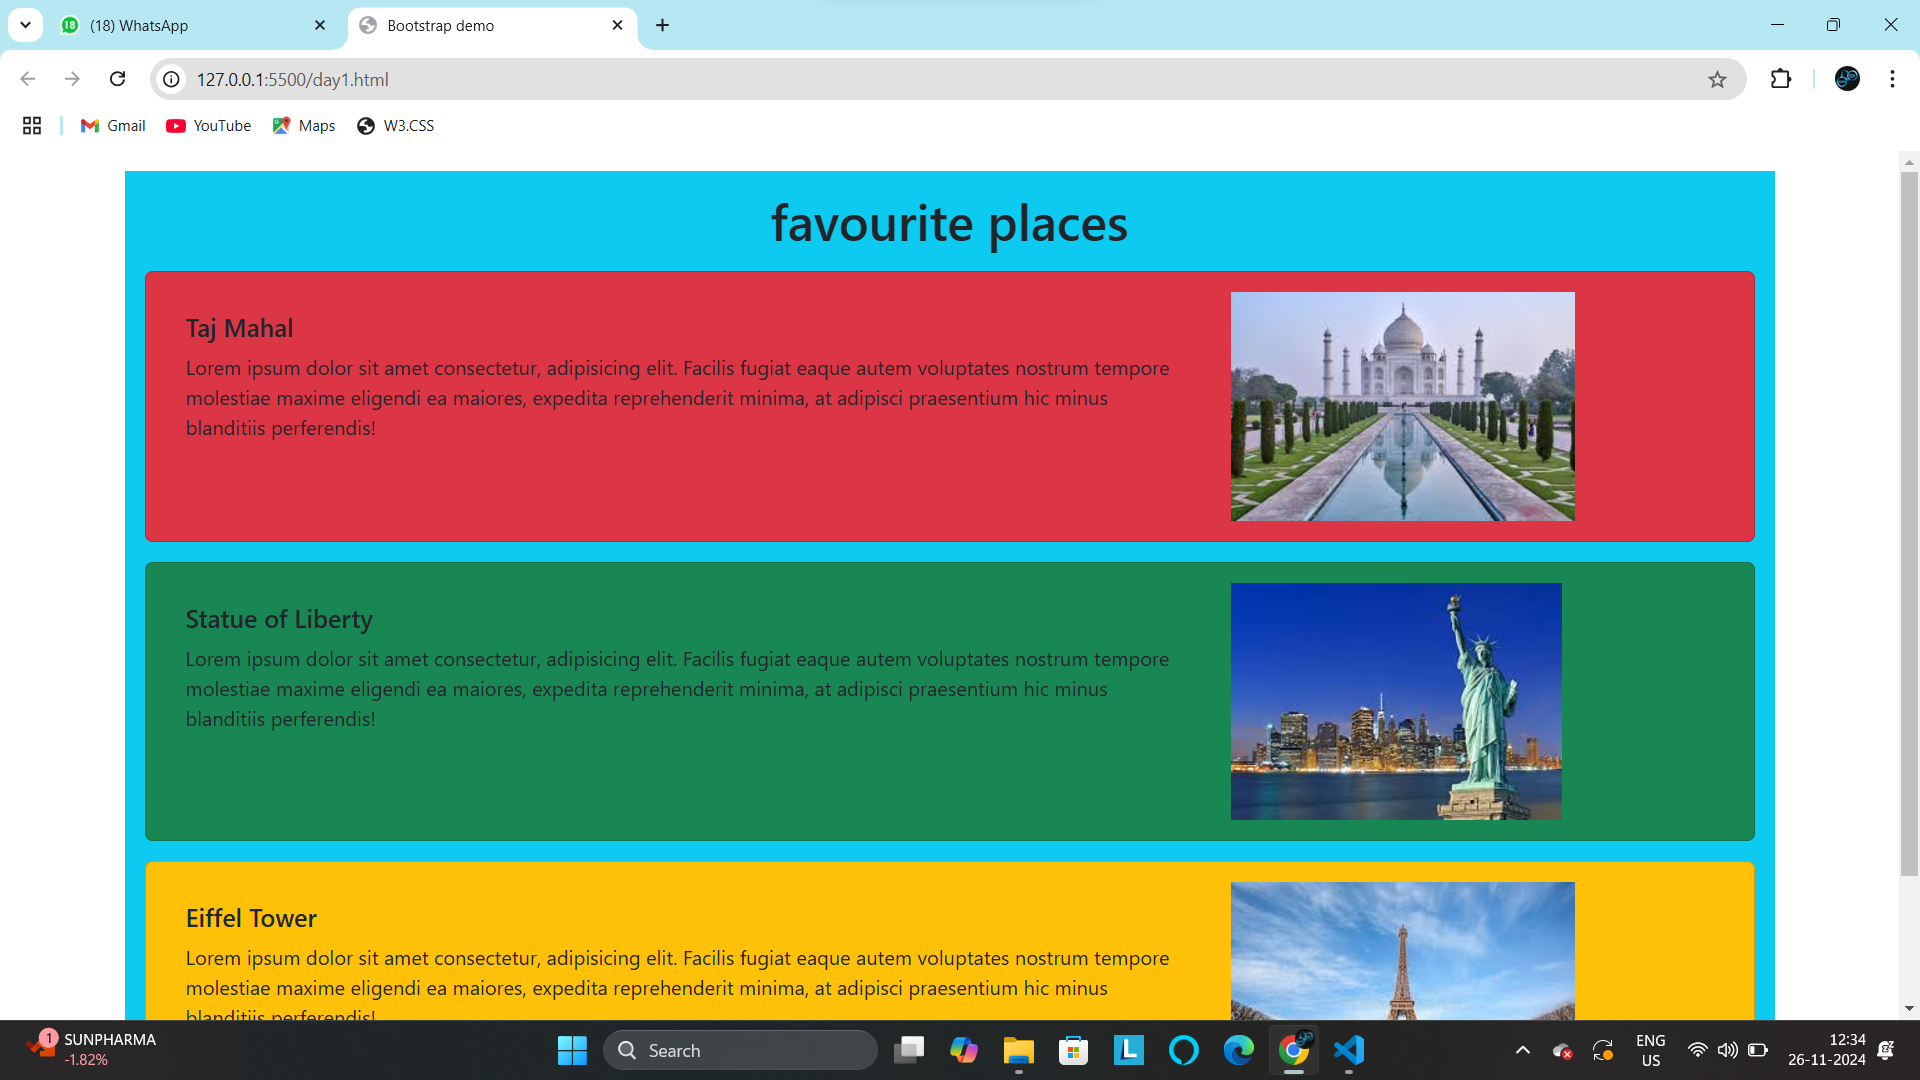 18
(18) WhatsApp
Bootstrap demo
127.0.0.1:5500/day1.html
Gmail
YouTube
Maps
W3.CSS
favourite places
Taj Mahal
Lorem ipsum dolor sit amet consectetur, adipisicing elit. Facilis fugiat eaque autem voluptates nostrum tempore
molestiae maxime eligendi ea maiores, expedita reprehenderit minima, at adipisci praesentium hic minus
blanditiis perferendis!
Statue of Liberty
Lorem ipsum dolor sit amet consectetur, adipisicing elit. Facilis fugiat eaque autem voluptates nostrum tempore
molestiae maxime eligendi ea maiores, expedita reprehenderit minima, at adipisci praesentium hic minus
blanditiis perferendis!
Eiffel Tower
Lorem ipsum dolor sit amet consectetur, adipisicing elit. Facilis fugiat eaque autem voluptates nostrum tempore
molestiae maxime eligendi ea maiores, expedita reprehenderit minima, at adipisci praesentium hic minus
blanditiis perferendis!
1
SUNPHARMA
-1.82%
Search
L
ENG
US
12:34
26-11-2024